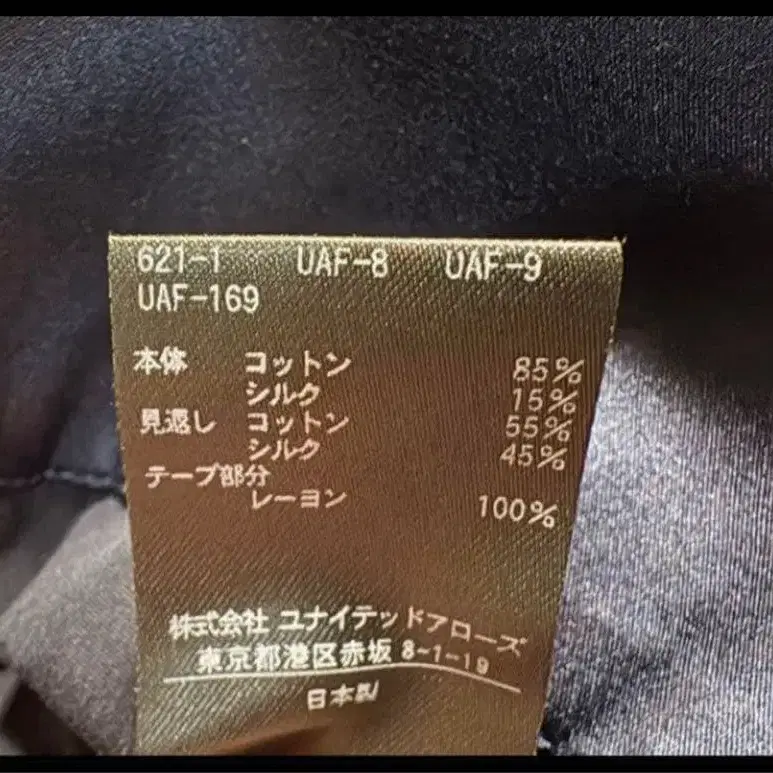 621-1 UAF-8 UAF-9
UAF-169
本体 コットン 85%
シルク 15%
見返し コットン 55%
シルク 45%
テープ部分
レーヨン 100%
株式会社 ユナイテッドアローズ
東京都港区赤坂 8-1-19
日本製